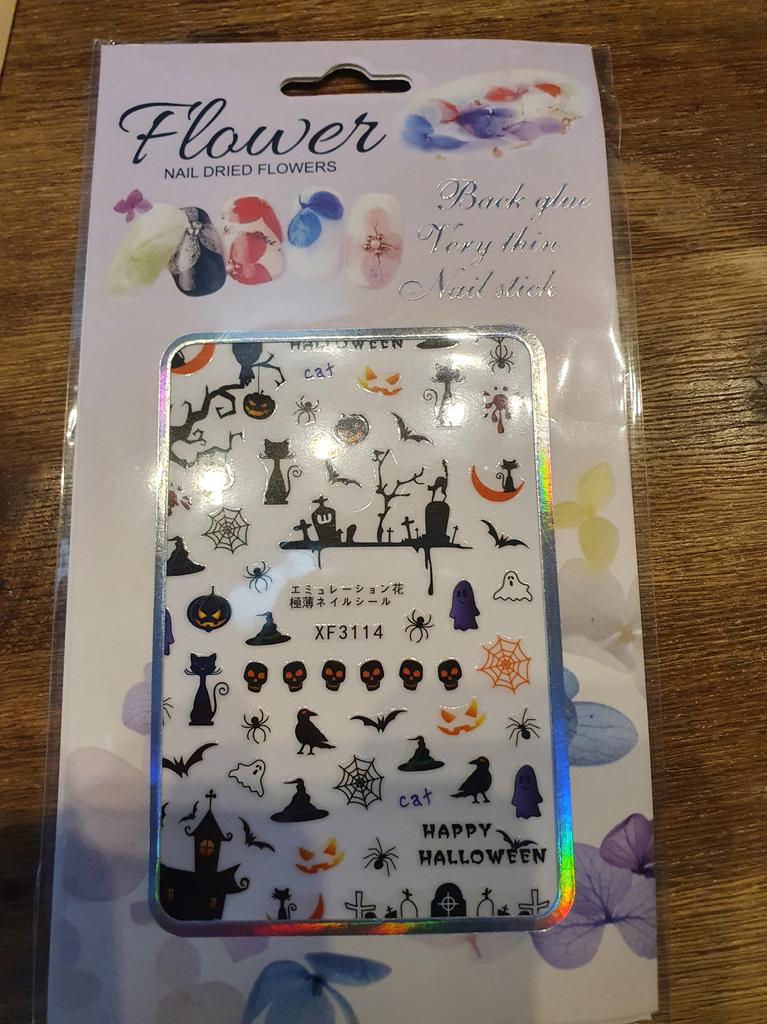 Flower
NAIL DRIED FLOWERS
Back glue
Very thin
Nail stick
HALLOWEEN
cat
エミュレーション花
極薄ネイルシール
XF3114
cat
HAPPY
HALLOWEEN